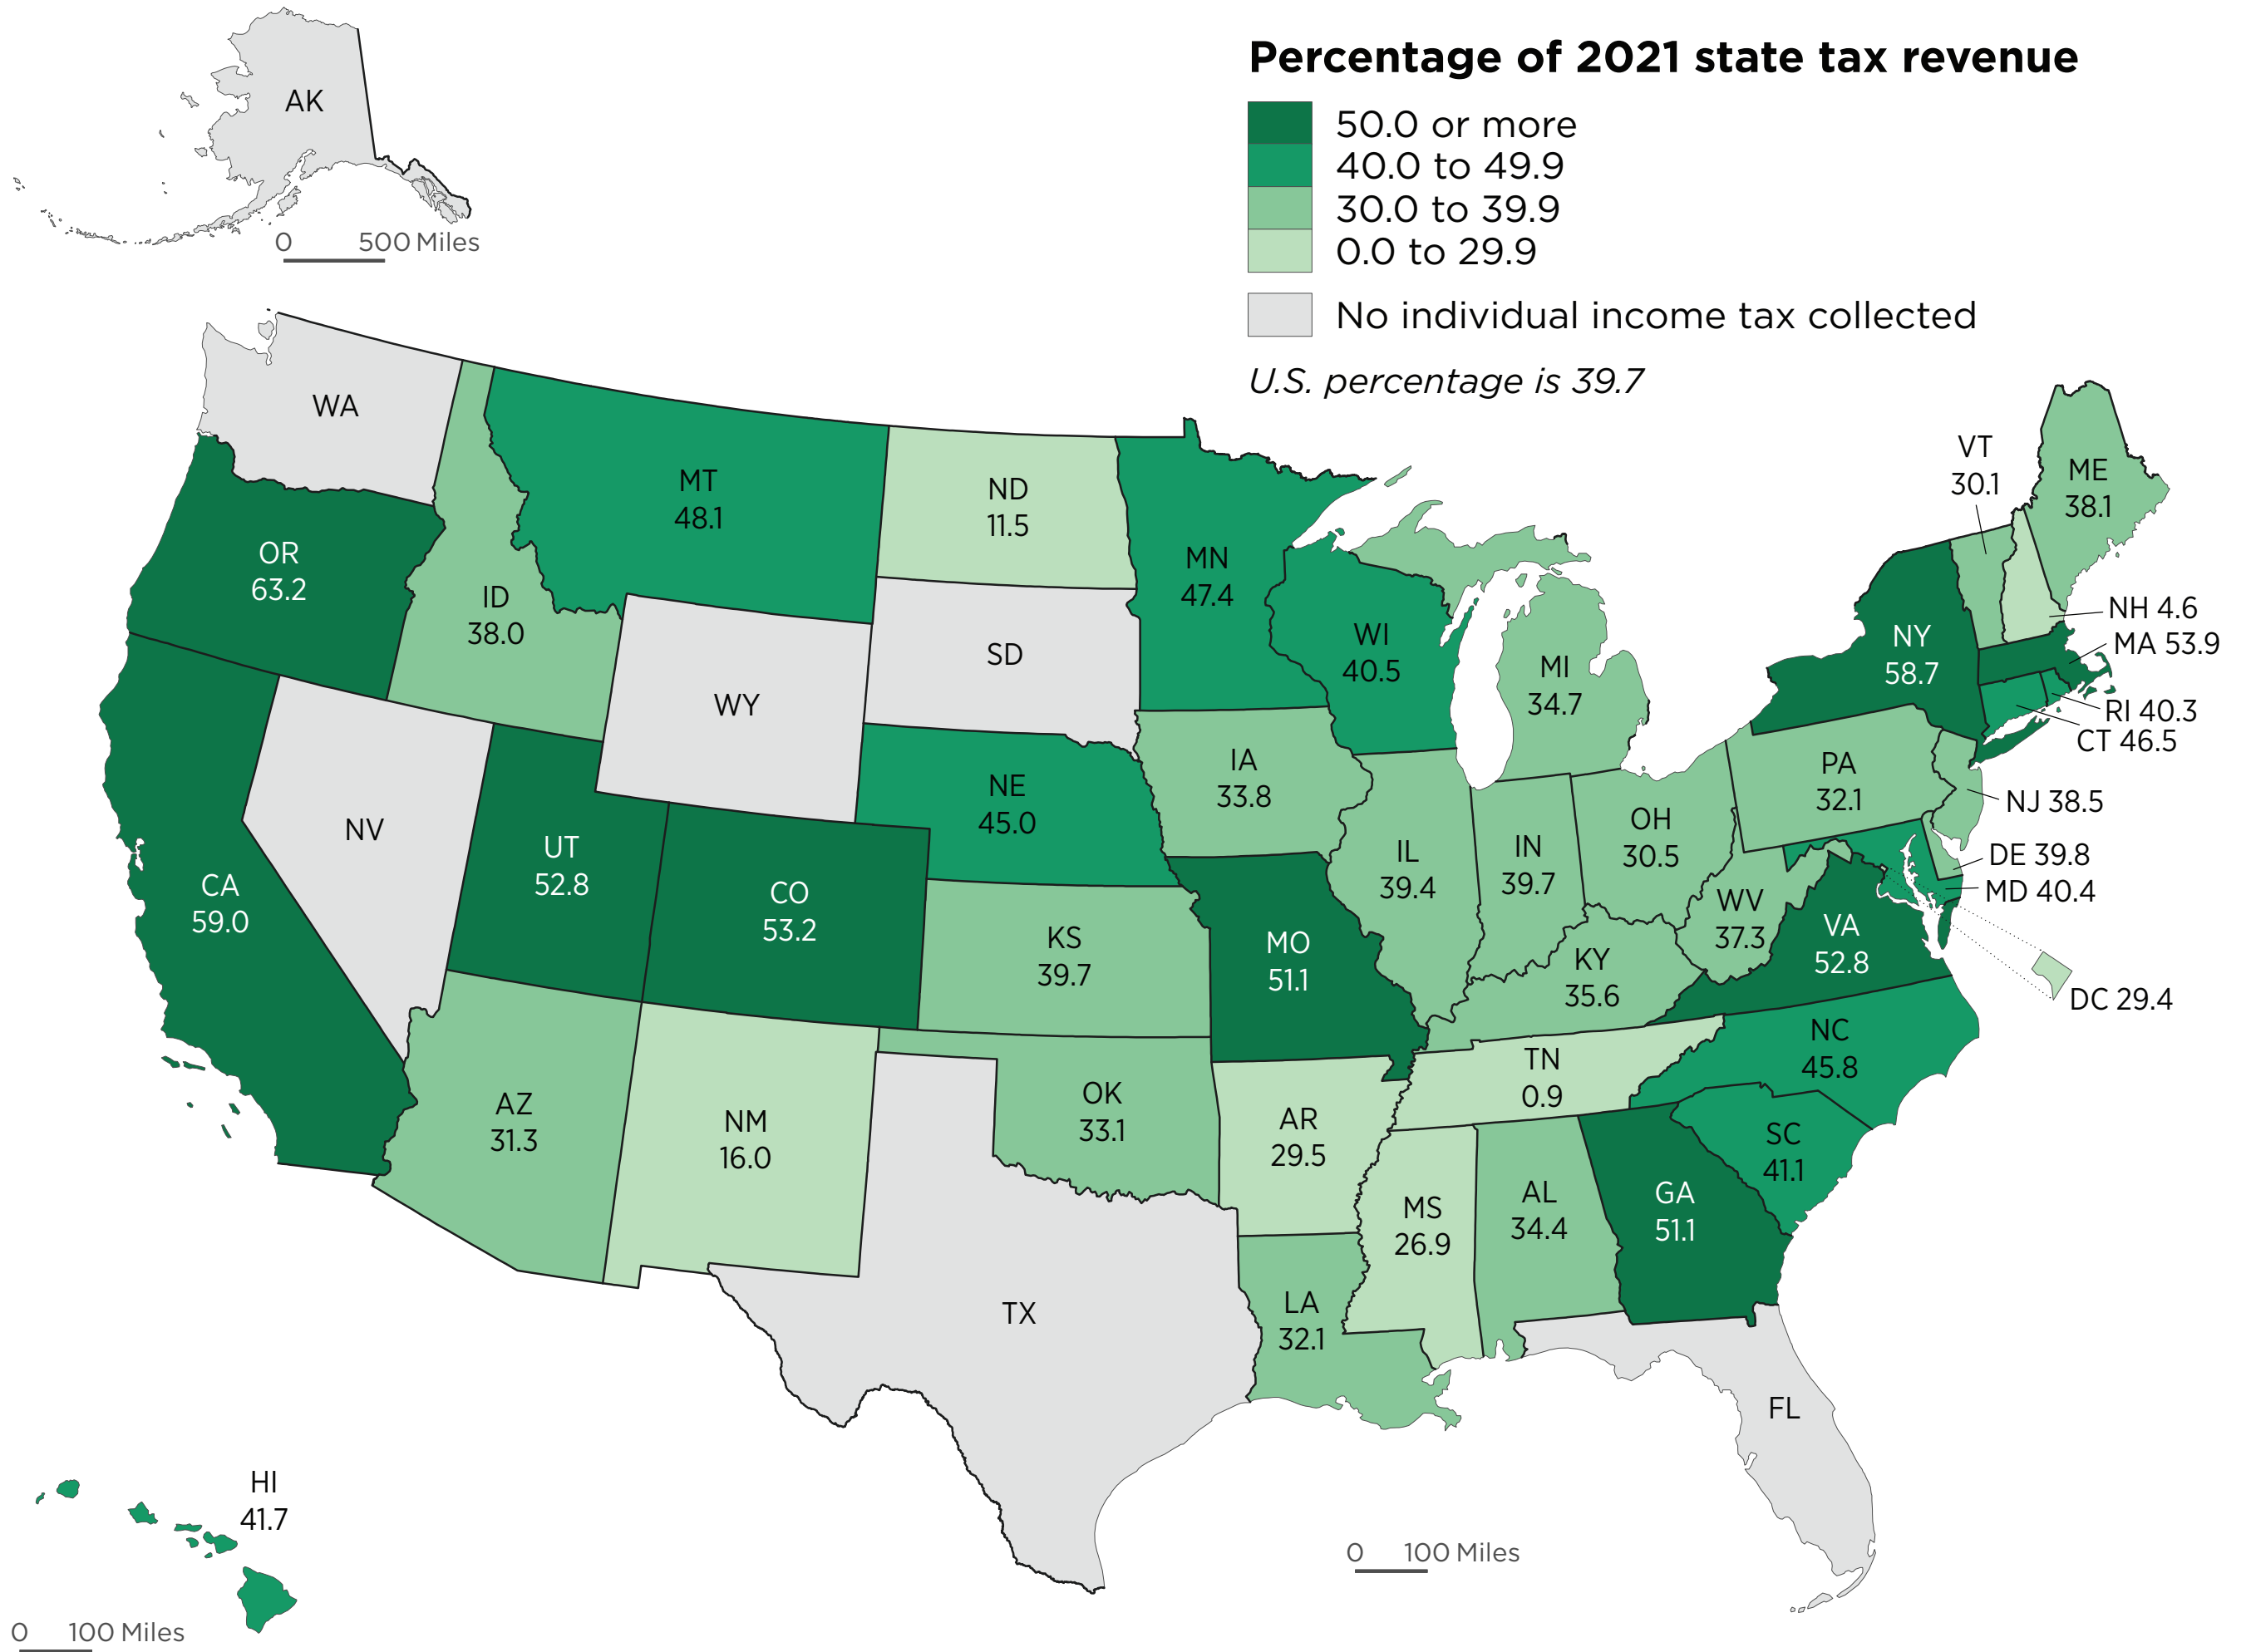 Percentage of 2021 state tax revenue
50.0 or more
40.0 to 49.9
30.0 to 39.9
0.0 to 29.9
No individual income tax collected
U.S. percentage is 39.7
AK
0 500 Miles
WA
OR
63.2
CA
59.0
NV
ID
38.0
MT
48.1
WY
UT
52.8
CO
53.2
AZ
31.3
NM
16.0
ND
11.5
SD
NE
45.0
KS
39.7
OK
33.1
TX
MN
47.4
IA
33.8
MO
51.1
AR
29.5
LA
32.1
WI
40.5
IL
39.4
MI
34.7
IN
39.7
OH
30.5
KY
35.6
TN
0.9
MS
26.9
AL
34.4
GA
51.1
FL
SC
41.1
NC
45.8
VA
52.8
WV
37.3
PA
32.1
NY
58.7
VT
30.1
ME
38.1
NH 4.6
MA 53.9
RI 40.3
CT 46.5
NJ 38.5
DE 39.8
MD 40.4
DC 29.4
HI
41.7
0 100 Miles
0 100 Miles